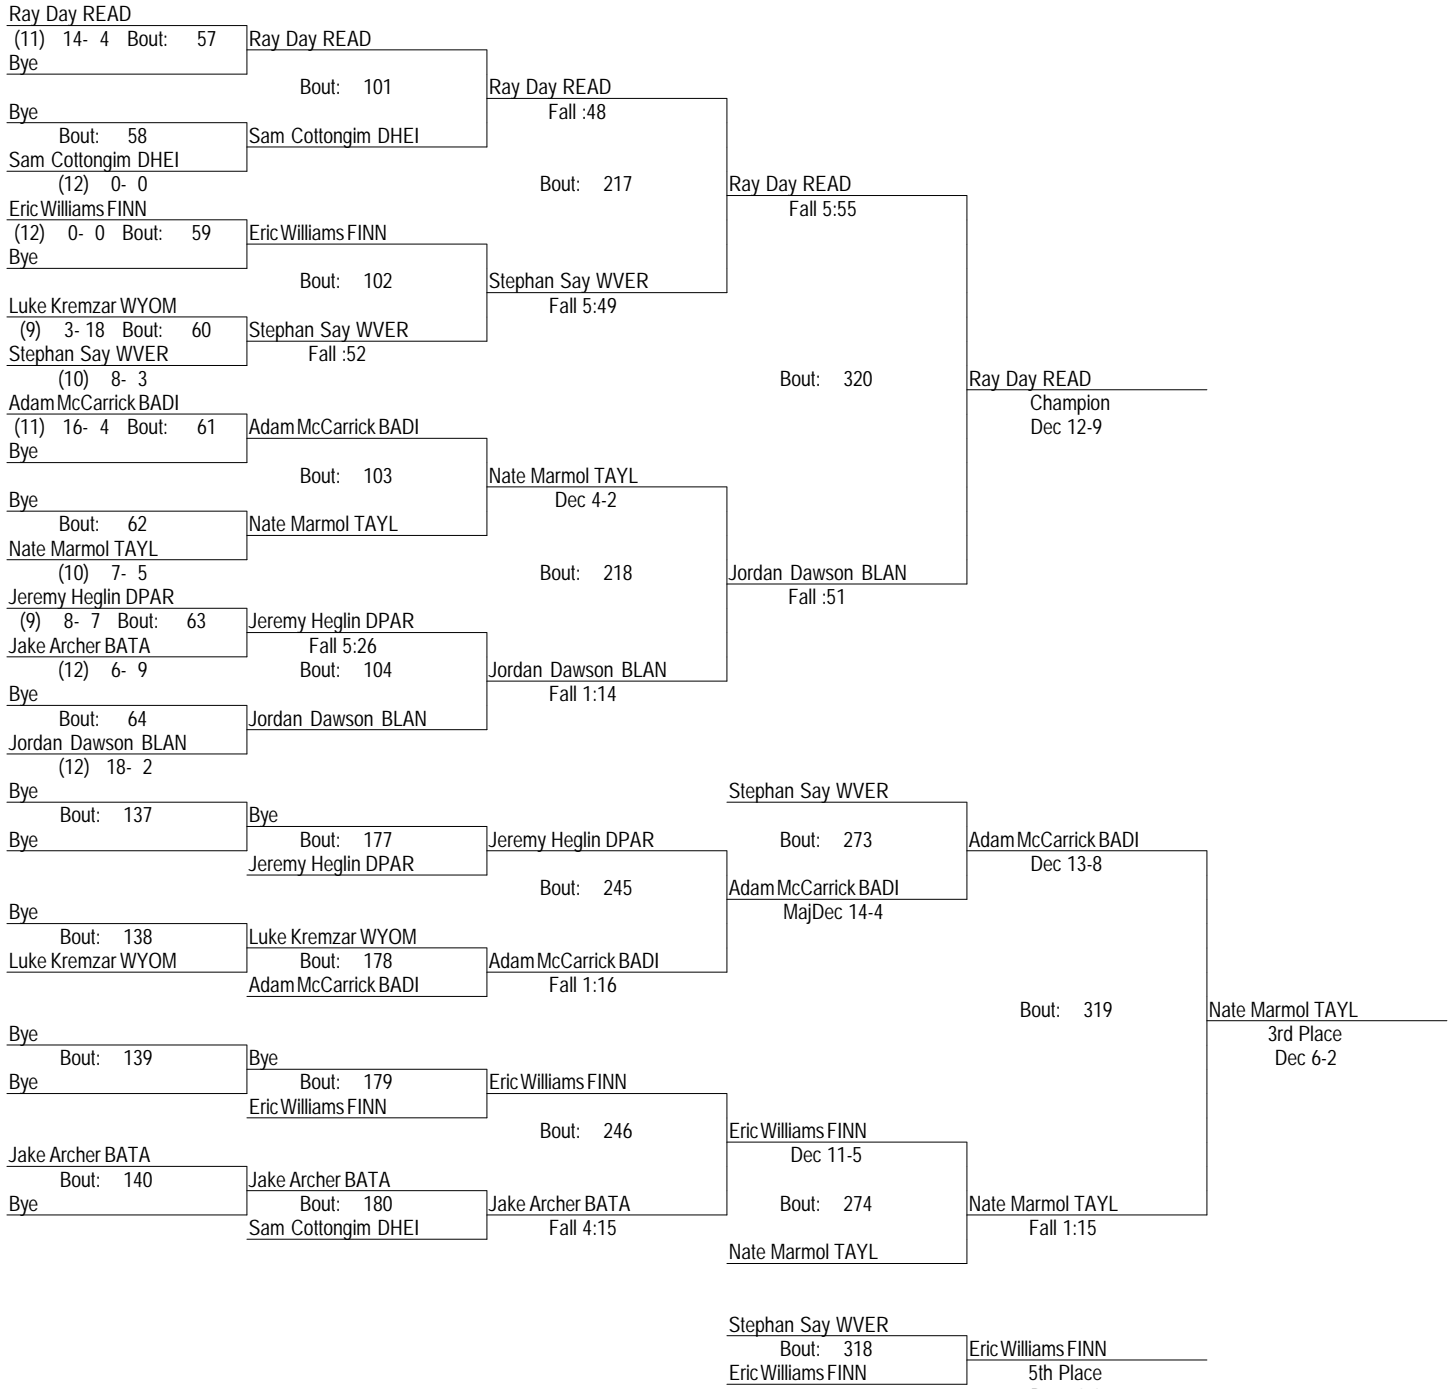 Ray Day READ
(11) 14- 4 Bout: 57 Ray Day READ
Bye
Bout: 101 Ray Day READ
Bye Fall :48
Bout: 58 Sam Cottongim DHEI
Sam Cottongim DHEI
(12) 0- 0 Bout: 217 Ray Day READ
Eric Williams FINN Fall 5:55
(12) 0- 0 Bout: 59 Eric Williams FINN
Bye
Bout: 102 Stephan Say WVER
Luke Kremzar WYOM Fall 5:49
(9) 3- 18 Bout: 60 Stephan Say WVER
Stephan Say WVER Fall :52
(10) 8- 3 Bout: 320 Ray Day READ
Adam McCarrick BADI Champion
(11) 16- 4 Bout: 61 Adam McCarrick BADI Dec 12-9
Bye
Bout: 103 Nate Marmol TAYL
Bye Dec 4-2
Bout: 62 Nate Marmol TAYL
Nate Marmol TAYL
(10) 7- 5 Bout: 218 Jordan Dawson BLAN
Jeremy Heglin DPAR Fall :51
(9) 8- 7 Bout: 63 Jeremy Heglin DPAR
Jake Archer BATA Fall 5:26
(12) 6- 9 Bout: 104 Jordan Dawson BLAN
Bye Fall 1:14
Bout: 64 Jordan Dawson BLAN
Jordan Dawson BLAN
(12) 18- 2
Bye Stephan Say WVER
Bout: 137 Bye
Bye Bout: 177 Jeremy Heglin DPAR Bout: 273 Adam McCarrick BADI
Jeremy Heglin DPAR Dec 13-8
Bout: 245 Adam McCarrick BADI
Bye MajDec 14-4
Bout: 138 Luke Kremzar WYOM
Luke Kremzar WYOM Bout: 178 Adam McCarrick BADI
Adam McCarrick BADI Fall 1:16
Bout: 319 Nate Marmol TAYL
Bye 3rd Place
Bout: 139 Bye Dec 6-2
Bye Bout: 179 Eric Williams FINN
Eric Williams FINN
Bout: 246 Eric Williams FINN
Jake Archer BATA Dec 11-5
Bout: 140 Jake Archer BATA
Bye Bout: 180 Jake Archer BATA Bout: 274 Nate Marmol TAYL
Sam Cottongim DHEI Fall 4:15 Fall 1:15
Nate Marmol TAYL
Stephan Say WVER
Bout: 318 Eric Williams FINN
Eric Williams FINN 5th Place